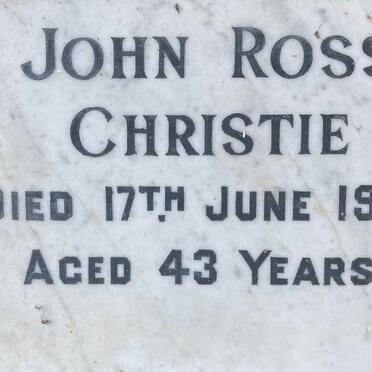 JOHN ROSS
CHRISTIE
DIED 17TH JUNE 19
AGED 43 YEARS